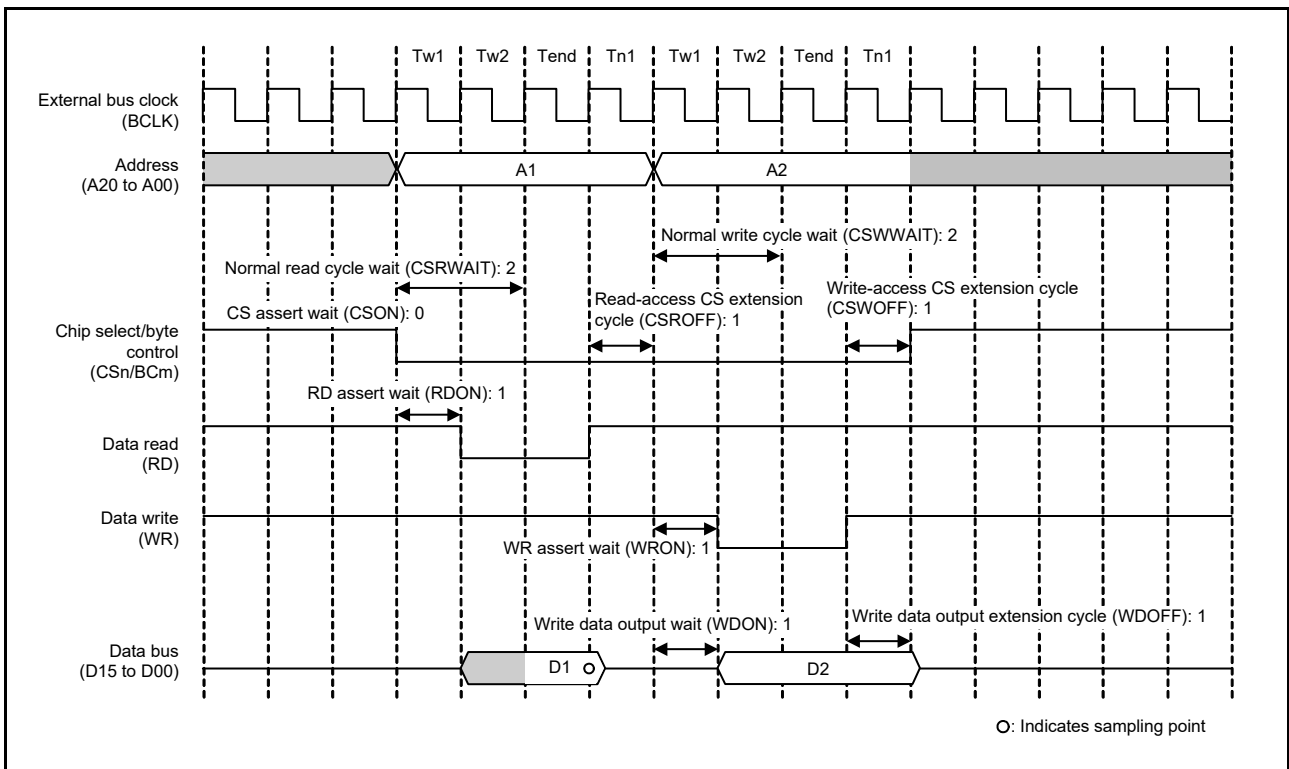 Tw1 Tw2 Tend Tn1 Tw1 Tw2 Tend Tn1
External bus clock
(BCLK)
Address
(A20 to A00)
A1 A2
Normal write cycle wait (CSWWAIT): 2
Normal read cycle wait (CSRWAIT): 2
Read-access CS extension
cycle (CSROFF): 1
Write-access CS extension cycle
(CSWOFF): 1
CS assert wait (CSON): 0
Chip select/byte
control
(CSn/BCm)
RD assert wait (RDON): 1
Data read
(RD)
Data write
(WR)
WR assert wait (WRON): 1
Write data output wait (WDON): 1
Write data output extension cycle (WDOFF): 1
Data bus
(D15 to D00)
D1 D2
O: Indicates sampling point